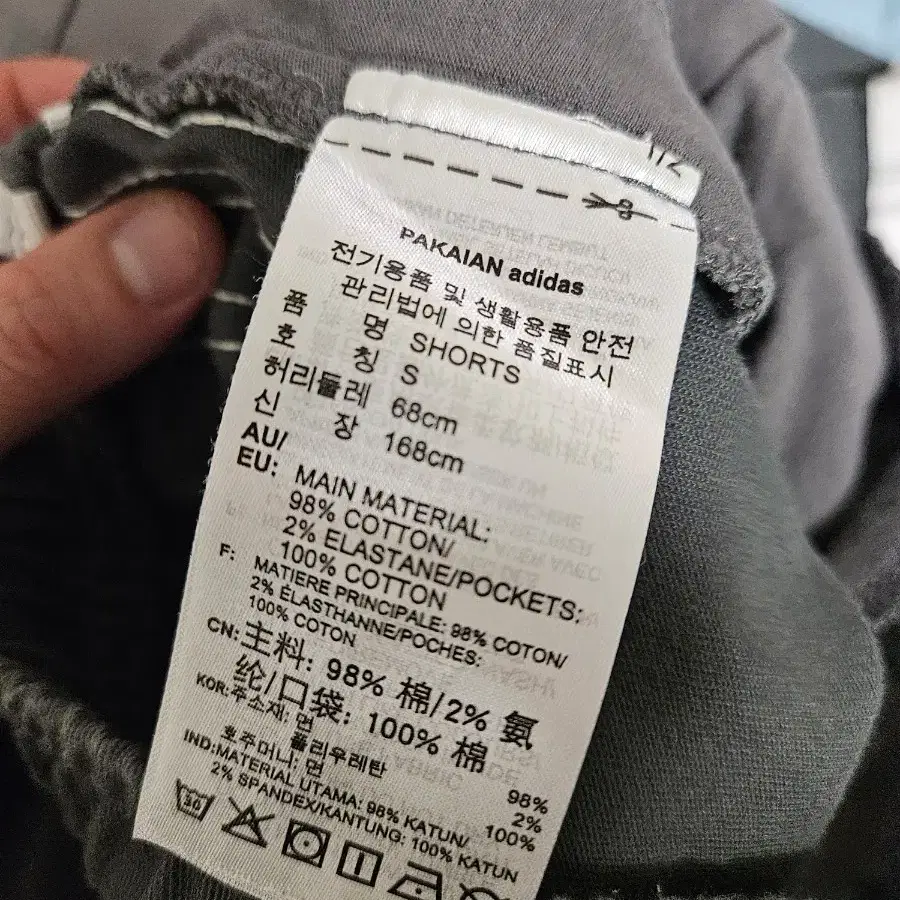 1/2
PAKAIAN adidas
전기용품 및 생활용품 안전
관리법에 의한 품질표시
품 명 SHORTS
호 칭 S
허리둘레 68cm
신 장 168cm
AU/
EU: MAIN MATERIAL:
98% COTTON/
2% ELASTANE/POCKETS:
100% COTTON
F: MATIERE PRINCIPALE: 98% COTON/
2% ÉLASTHANNE/POCHES:
100% COTON
CN: 主料: 98% 棉/2% 氨
纶/口袋: 100% 棉
KOR: 주소재: 면 98%
폴리우레탄 2%
호주머니: 면 100%
IND: MATERIAL UTAMA: 98% KATUN/
2% SPANDEX/KANTUNG: 100% KATUN
30